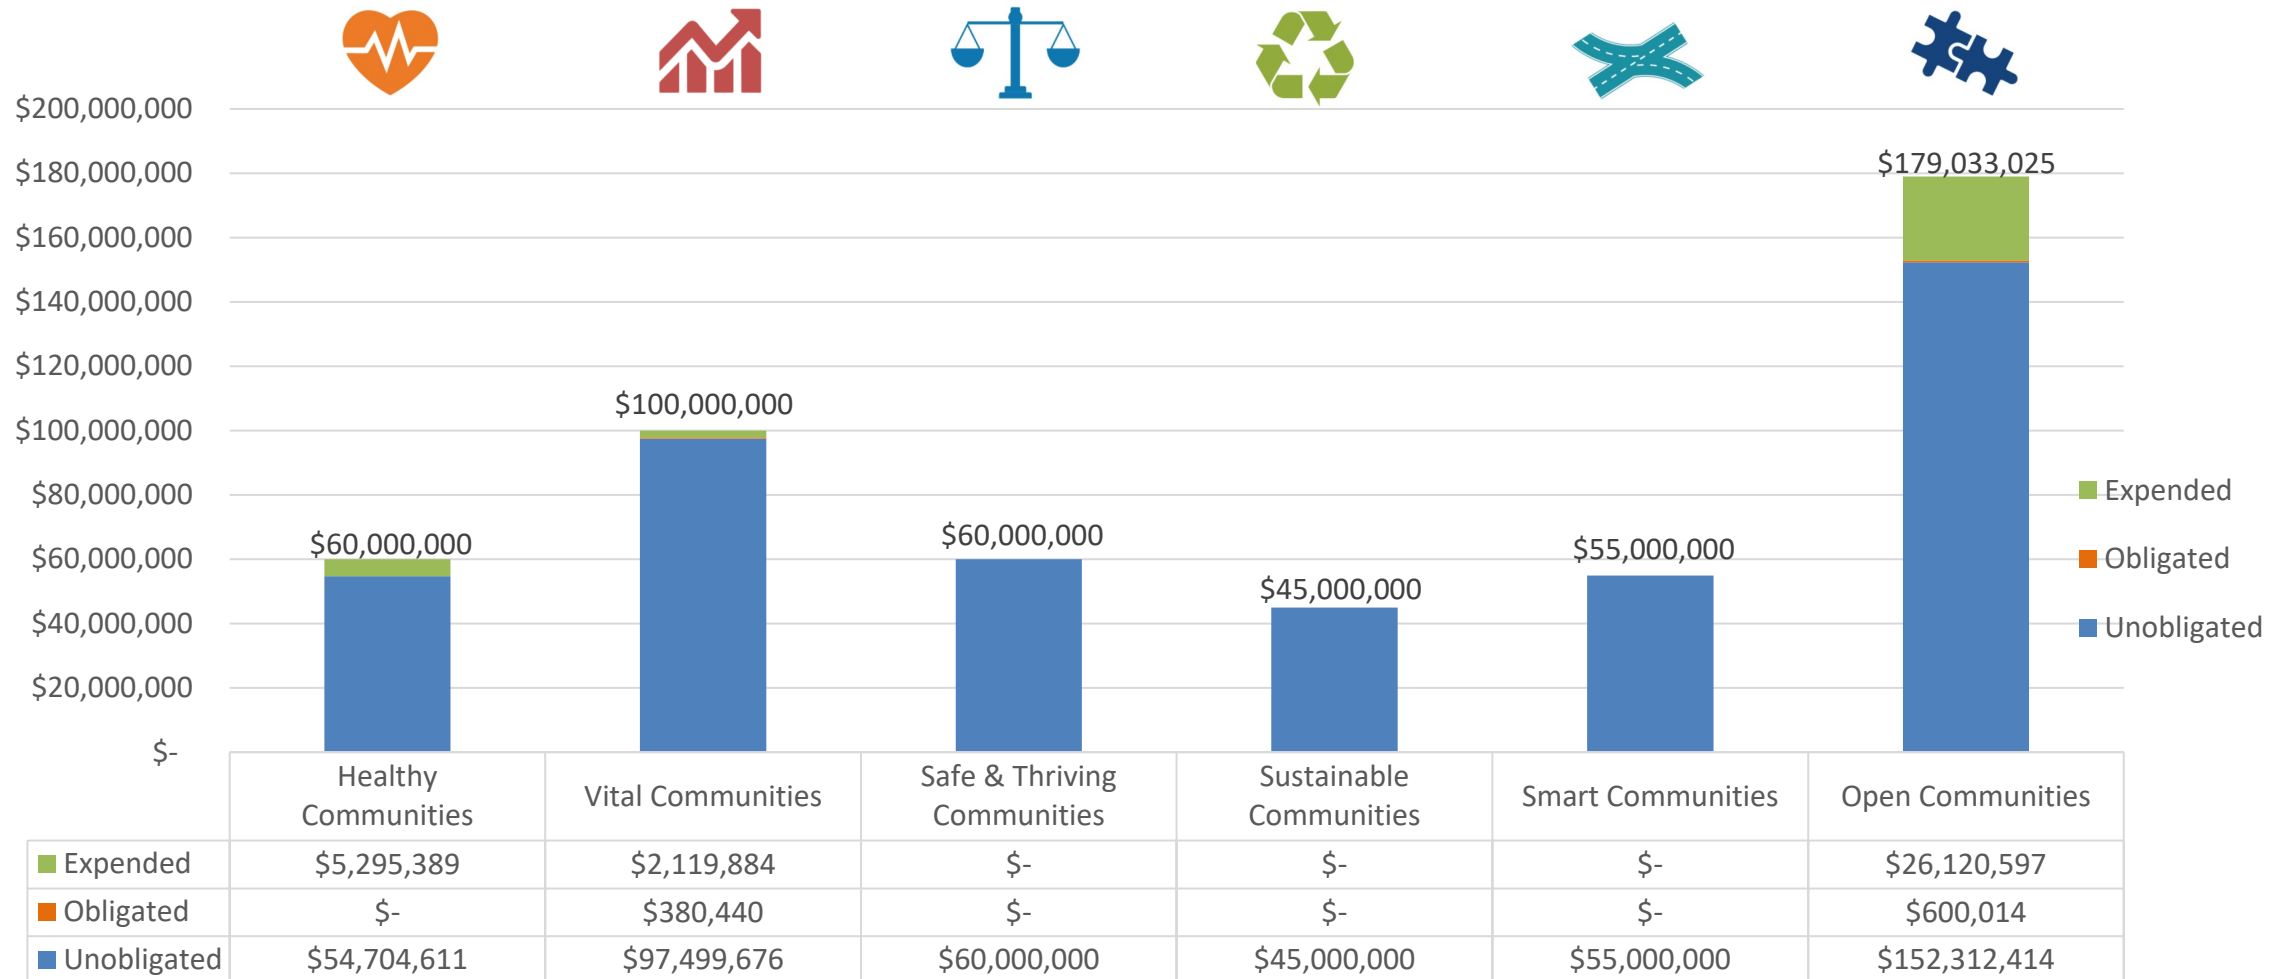 $200,000,000
$180,000,000
$160,000,000
$140,000,000
$120,000,000
$100,000,000
$80,000,000
$60,000,000
$40,000,000
$20,000,000
$-
$60,000,000
$100,000,000
$60,000,000
$45,000,000
$55,000,000
$179,033,025
Expended
Obligated
Unobligated
Healthy
Communities
Vital Communities
Safe & Thriving
Communities
Sustainable
Communities
Smart Communities
Open Communities
Expended $5,295,389 $2,119,884 $- $- $- $26,120,597
Obligated $- $380,440 $- $- $- $600,014
Unobligated $54,704,611 $97,499,676 $60,000,000 $45,000,000 $55,000,000 $152,312,414